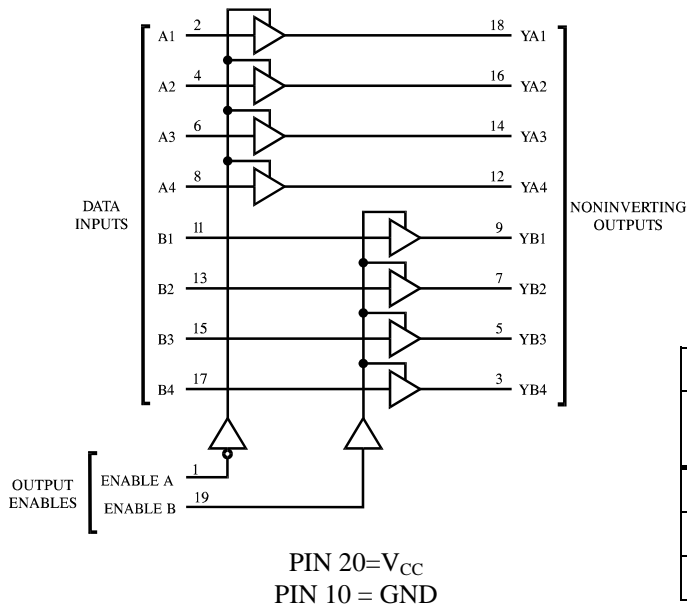 A1 2 18 YA1
A2 4 16 YA2
A3 6 14 YA3
A4 8 12 YA4
DATA
INPUTS
NONINVERTING
OUTPUTS
B1 11 9 YB1
B2 13 7 YB2
B3 15 5 YB3
B4 17 3 YB4
OUTPUT
ENABLES
ENABLE A 1
ENABLE B 19
PIN 20=VCC
PIN 10 = GND